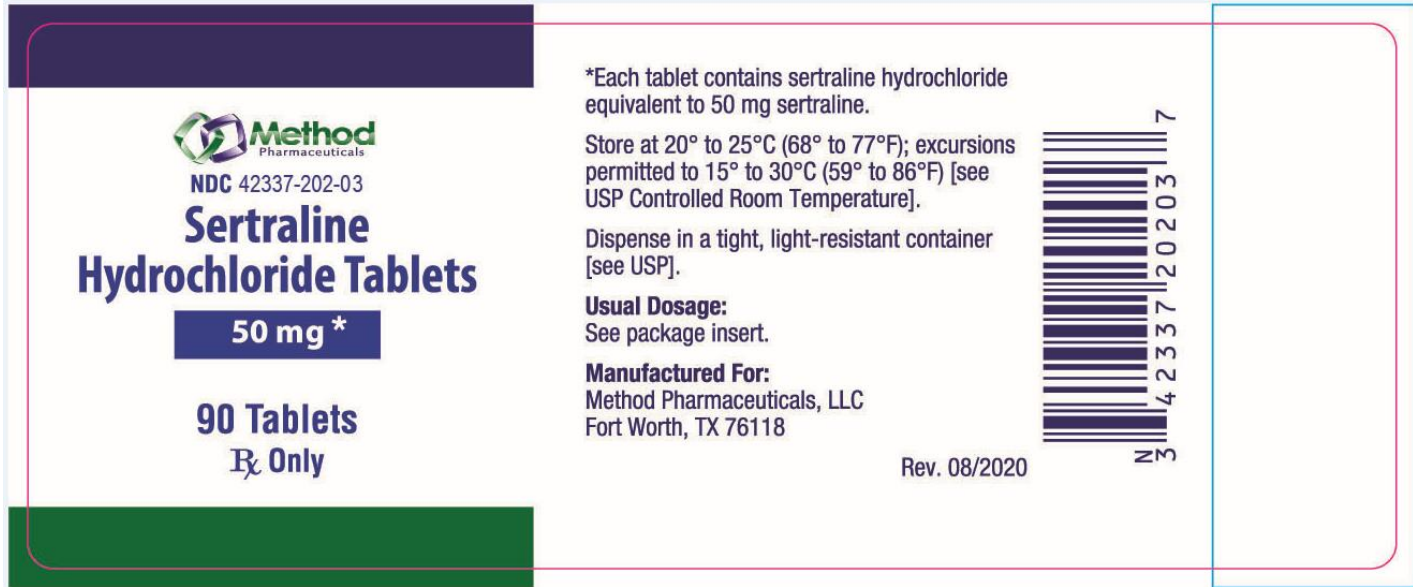 Method
Pharmaceuticals
NDC 42337-202-03
Sertraline
Hydrochloride Tablets
50 mg *
90 Tablets
℞ Only
*Each tablet contains sertraline hydrochloride
equivalent to 50 mg sertraline.
Store at 20° to 25°C (68° to 77°F); excursions
permitted to 15° to 30°C (59° to 86°F) [see
USP Controlled Room Temperature].
Dispense in a tight, light-resistant container
[see USP].
Usual Dosage:
See package insert.
Manufactured For:
Method Pharmaceuticals, LLC
Fort Worth, TX 76118
Rev. 08/2020
N
3 42337 20203 7